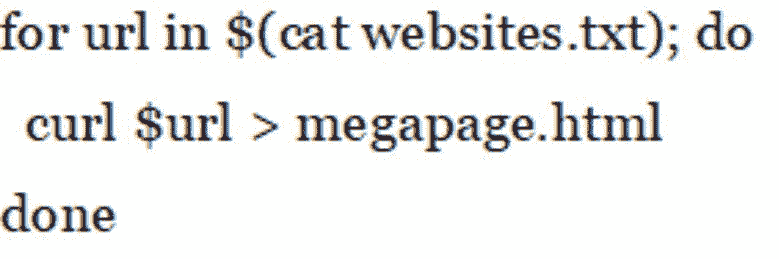 for url in $(cat websites.txt); do
  curl $url > megapage.html
done